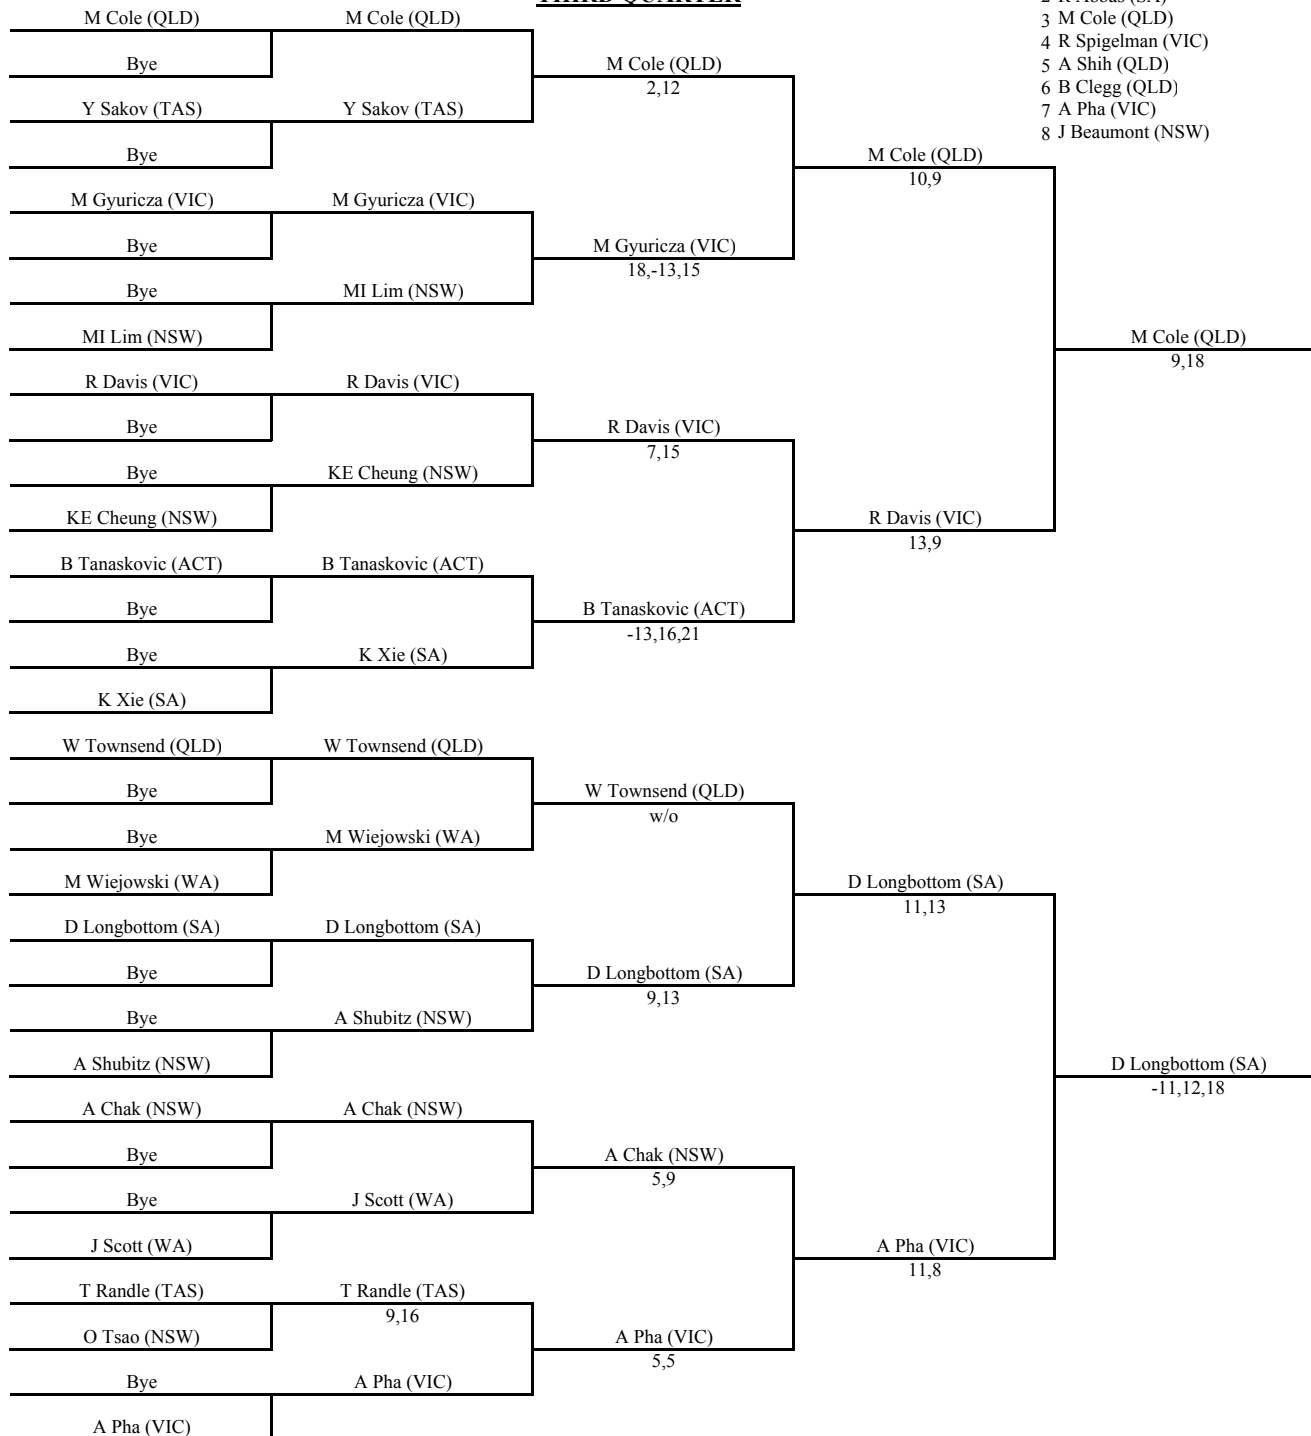 M Cole (QLD)
Bye
Y Sakov (TAS)
Bye
M Gyuricza (VIC)
Bye
Bye
MI Lim (NSW)
R Davis (VIC)
Bye
Bye
KE Cheung (NSW)
B Tanaskovic (ACT)
Bye
Bye
K Xie (SA)
W Townsend (QLD)
Bye
Bye
M Wiejowski (WA)
D Longbottom (SA)
Bye
Bye
A Shubitz (NSW)
A Chak (NSW)
Bye
Bye
J Scott (WA)
T Randle (TAS)
O Tsao (NSW)
Bye
A Pha (VIC)
M Cole (QLD)
Y Sakov (TAS)
M Gyuricza (VIC)
MI Lim (NSW)
R Davis (VIC)
KE Cheung (NSW)
B Tanaskovic (ACT)
K Xie (SA)
W Townsend (QLD)
M Wiejowski (WA)
D Longbottom (SA)
A Shubitz (NSW)
A Chak (NSW)
J Scott (WA)
T Randle (TAS)
9,16
A Pha (VIC)
M Cole (QLD)
2,12
M Gyuricza (VIC)
18,-13,15
R Davis (VIC)
7,15
B Tanaskovic (ACT)
-13,16,21
W Townsend (QLD)
w/o
D Longbottom (SA)
9,13
A Chak (NSW)
5,9
A Pha (VIC)
5,5
M Cole (QLD)
10,9
R Davis (VIC)
13,9
D Longbottom (SA)
11,13
A Pha (VIC)
11,8
3 M Cole (QLD)
4 R Spigelman (VIC)
5 A Shih (QLD)
6 B Clegg (QLD)
7 A Pha (VIC)
8 J Beaumont (NSW)
M Cole (QLD)
9,18
D Longbottom (SA)
-11,12,18